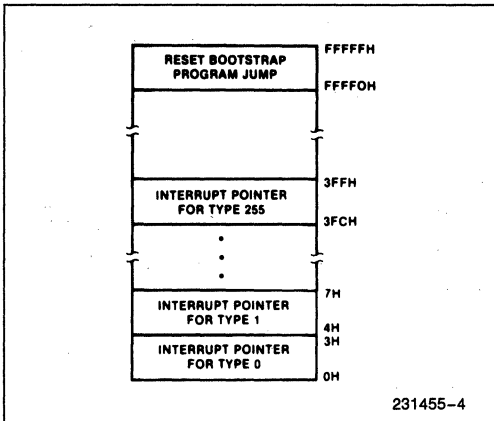 RESET BOOTSTRAP
PROGRAM JUMP
FFFFFH
FFFF0H
INTERRUPT POINTER
FOR TYPE 255
3FFH
3FCH
INTERRUPT POINTER
FOR TYPE 1
7H
4H
INTERRUPT POINTER
FOR TYPE 0
3H
0H
231455-4